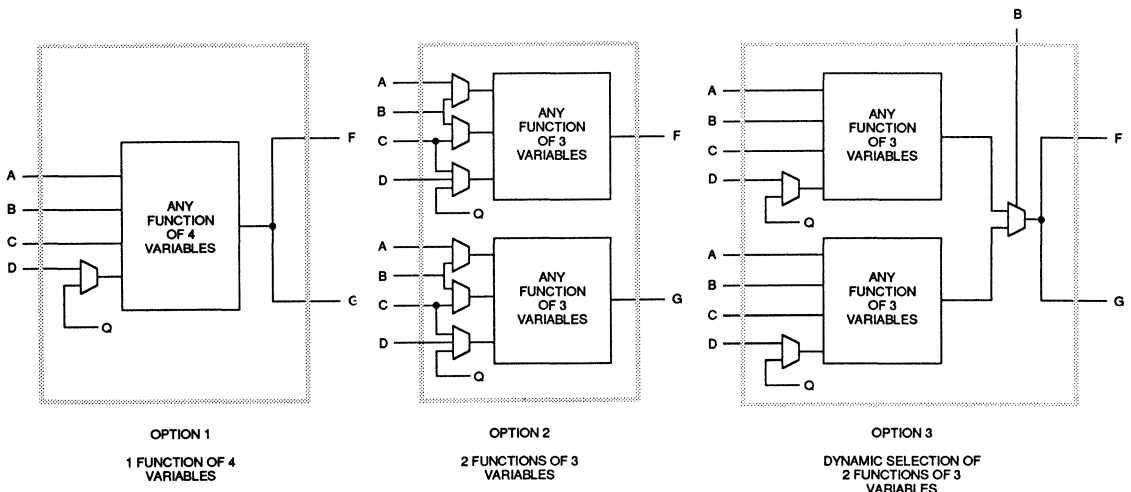 A
B
C
D
Q
ANY
FUNCTION
OF 4
VARIABLES
F
G
OPTION 1
1 FUNCTION OF 4
VARIABLES
A
B
C
D
Q
ANY
FUNCTION
OF 3
VARIABLES
F
A
B
C
D
Q
ANY
FUNCTION
OF 3
VARIABLES
G
OPTION 2
2 FUNCTIONS OF 3
VARIABLES
B
A
B
C
D
Q
ANY
FUNCTION
OF 3
VARIABLES
F
A
B
C
D
Q
ANY
FUNCTION
OF 3
VARIABLES
G
OPTION 3
DYNAMIC SELECTION OF
2 FUNCTIONS OF 3
VARIABLES